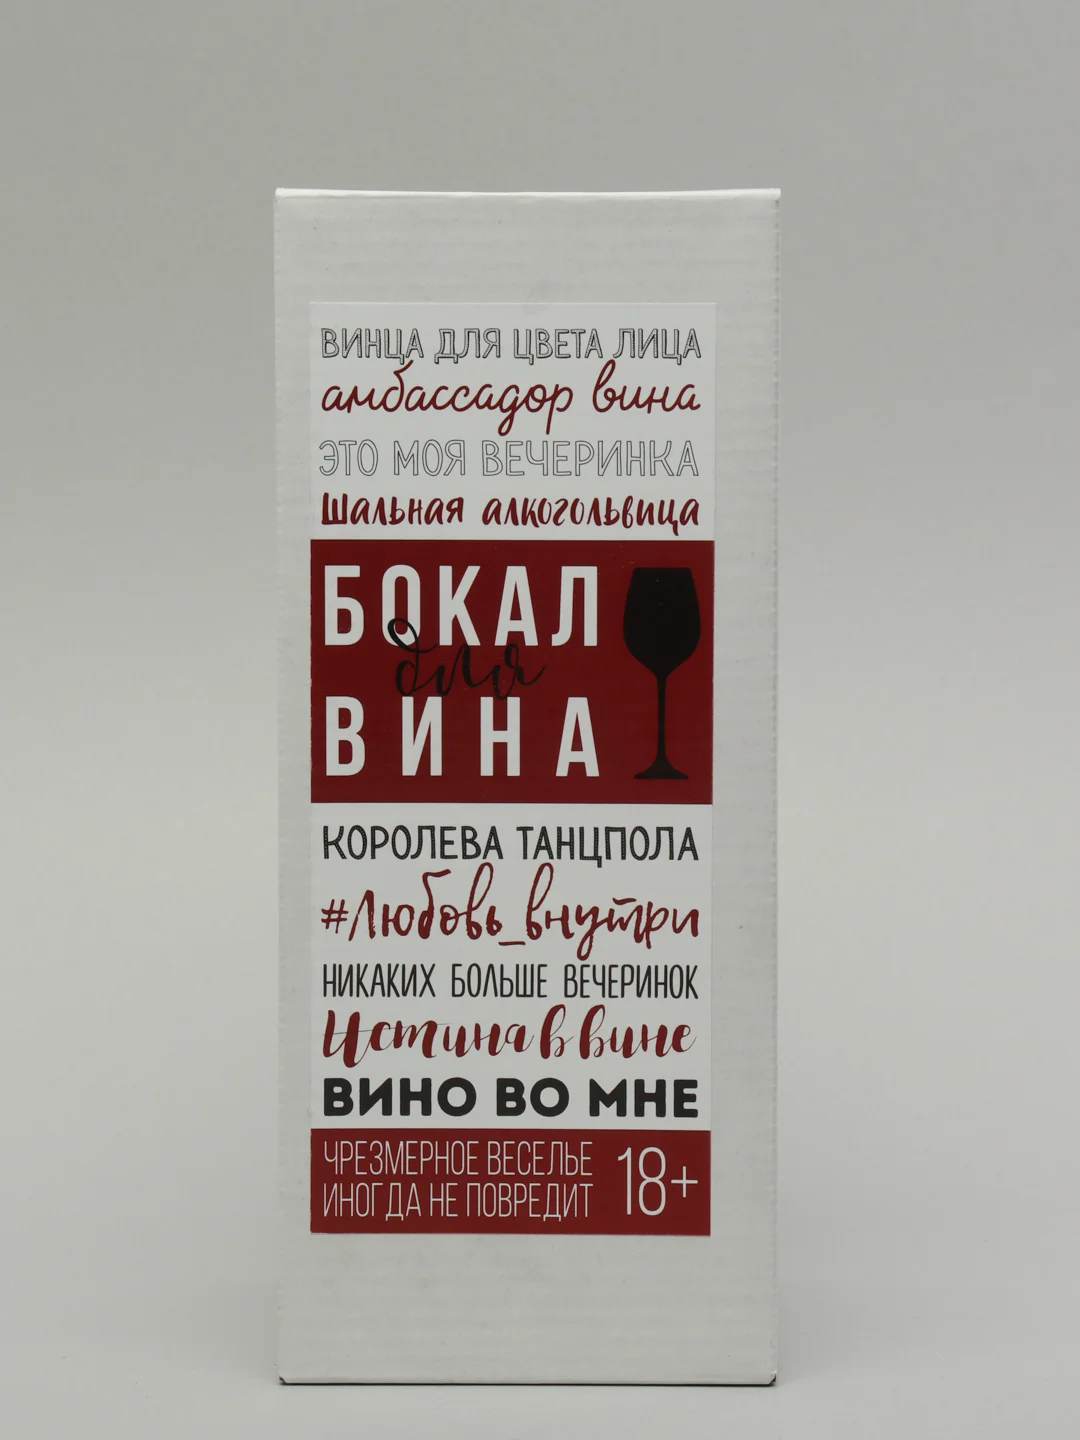 ВИНЦА ДЛЯ ЦВЕТА ЛИЦА
амбассадор вина
ЭТО МОЯ ВЕЧЕРИНКА
Шальная алкогольвица
БОКАЛ
для
ВИНА
КОРОЛЕВА ТАНЦПОЛА
#Любовь_внутри
НИКАКИХ БОЛЬШЕ ВЕЧЕРИНОК
Истина в вине
ВИНО ВО МНЕ
ЧРЕЗМЕРНОЕ ВЕСЕЛЬЕ
ИНОГДА НЕ ПОВРЕДИТ
18+